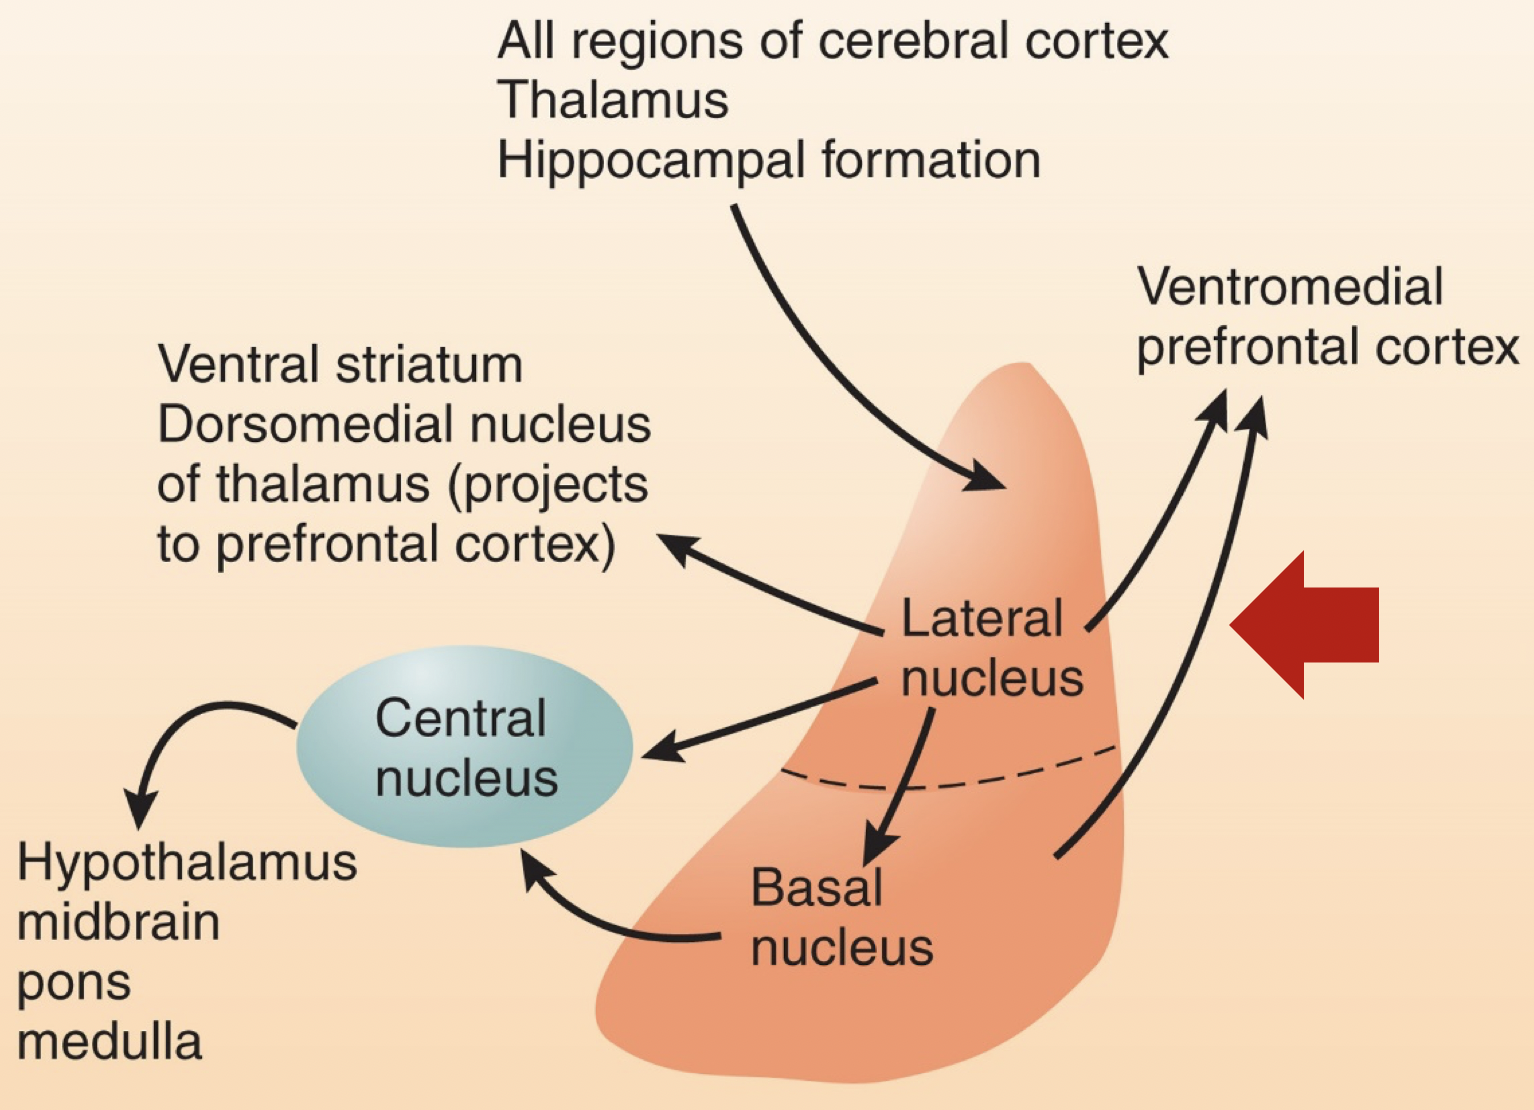 All regions of cerebral cortex
Thalamus
Hippocampal formation
Ventromedial
prefrontal cortex
Ventral striatum
Dorsomedial nucleus
of thalamus (projects
to prefrontal cortex)
Lateral
nucleus
Central
nucleus
Basal
nucleus
Hypothalamus
midbrain
pons
medulla